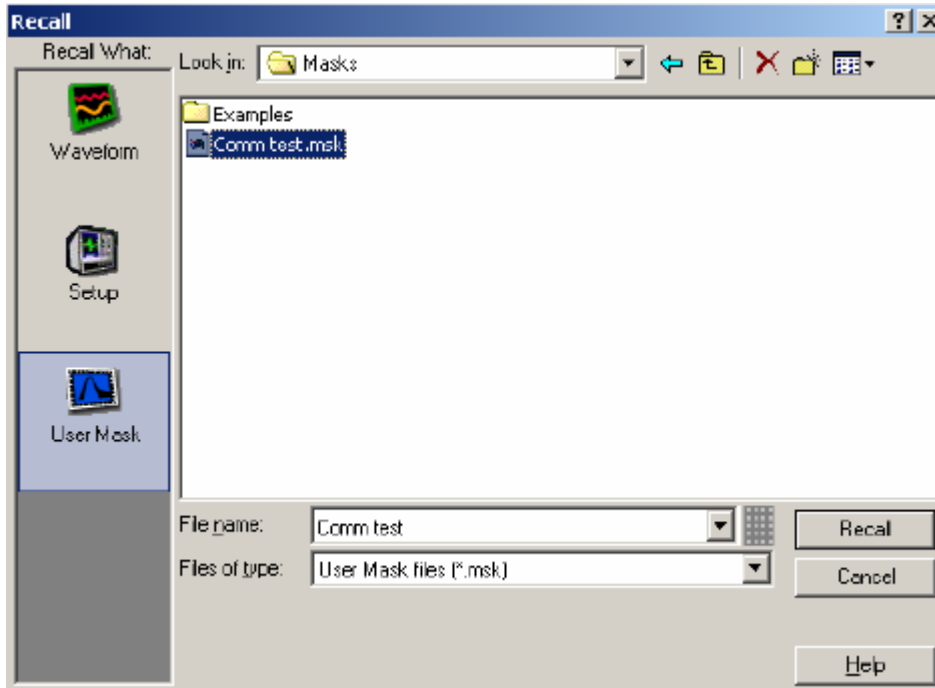 Recall
Recal What:
Look in:
Masks
Waveform
Setup
User Mask
Examples
Comm test.msk
File name:
Comm test
Recall
Files of type:
User Mask files (*.msk)
Cancel
Help